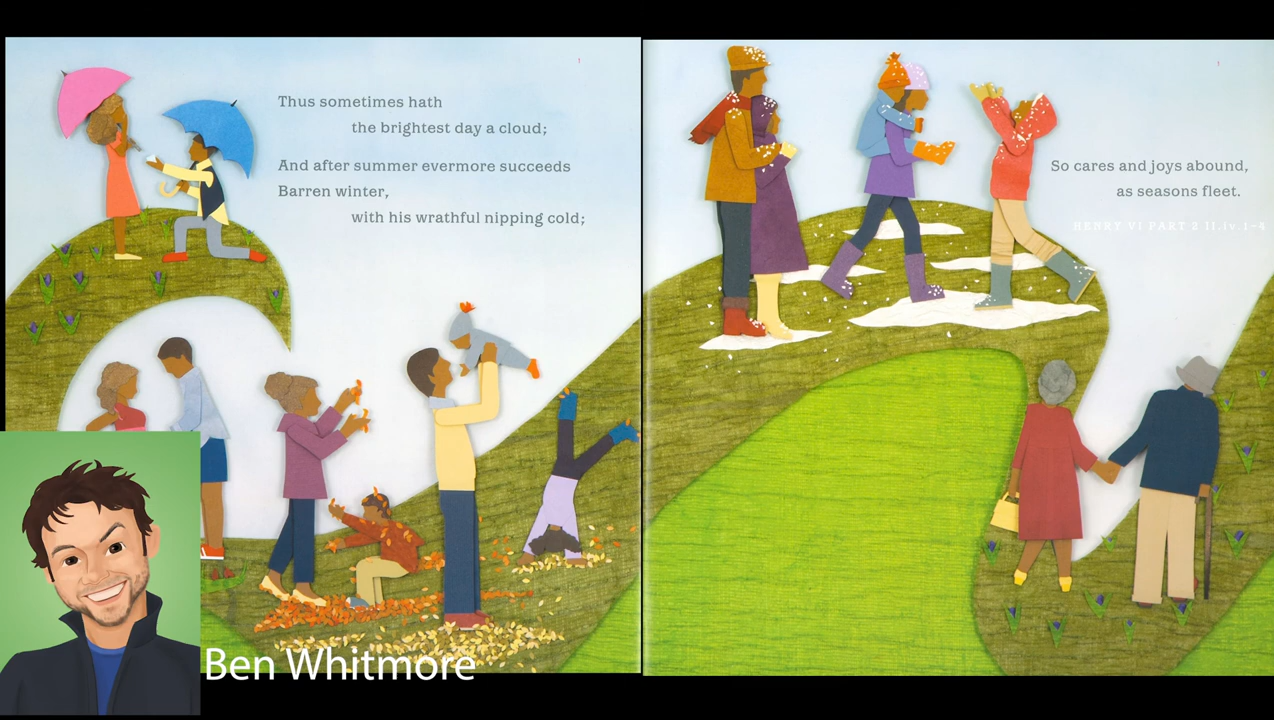 Thus sometimes hath
the brightest day a cloud;
And after summer evermore succeeds
Barren winter,
with his wrathful nipping cold;
So cares and joys abound,
as seasons fleet.
HENRY VI PART 2 II.iv.1–4
Ben Whitmore